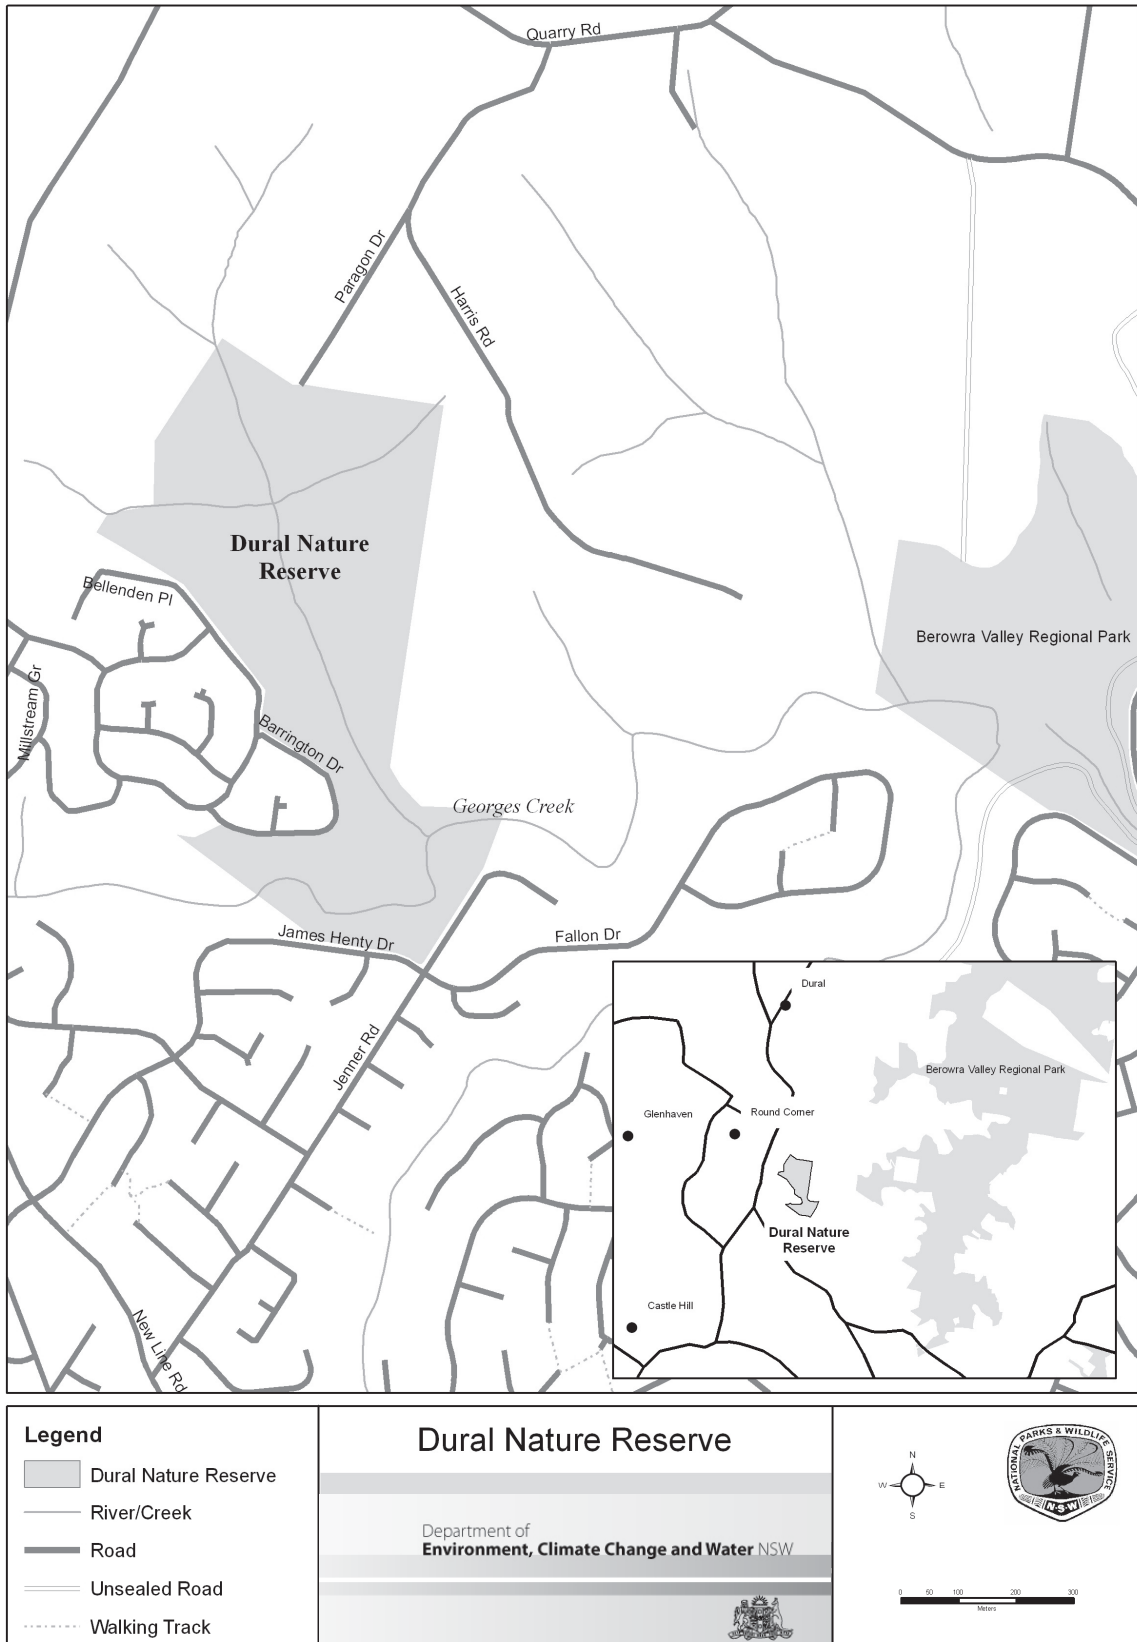 Quarry Rd
Paragon Dr
Harris Rd
Dural Nature
Reserve
Bellenden Pl
Berowra Valley Regional Park
Millstream Gr
Barrington Dr
Georges Creek
James Henty Dr
Fallon Dr
Jenner Rd
New Line Rd
Dural
Berowra Valley Regional Park
Glenhaven
Round Corner
Dural Nature
Reserve
Castle Hill
Legend
Dural Nature Reserve
River/Creek
Road
Unsealed Road
Walking Track
Dural Nature Reserve
Department of
Environment, Climate Change and Water NSW
N
W E
S
NATIONAL PARKS & WILDLIFE SERVICE
N·S·W
0 50 100 200 300
Meters